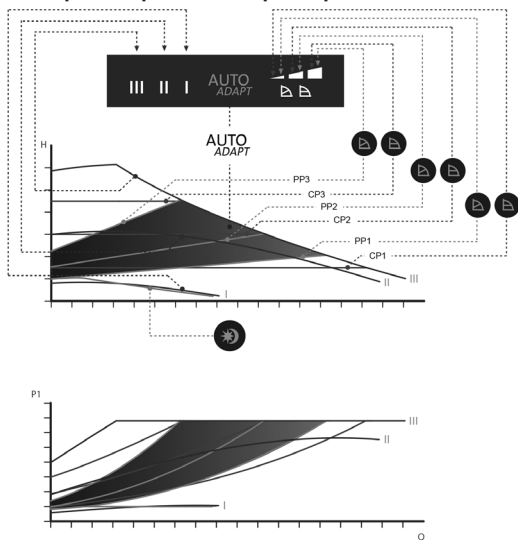 III II I AUTO
ADAPT
AUTO
ADAPT
H
PP3
CP3
PP2
CP2
PP1
CP1
III
II
I
P1
III
II
I
Q